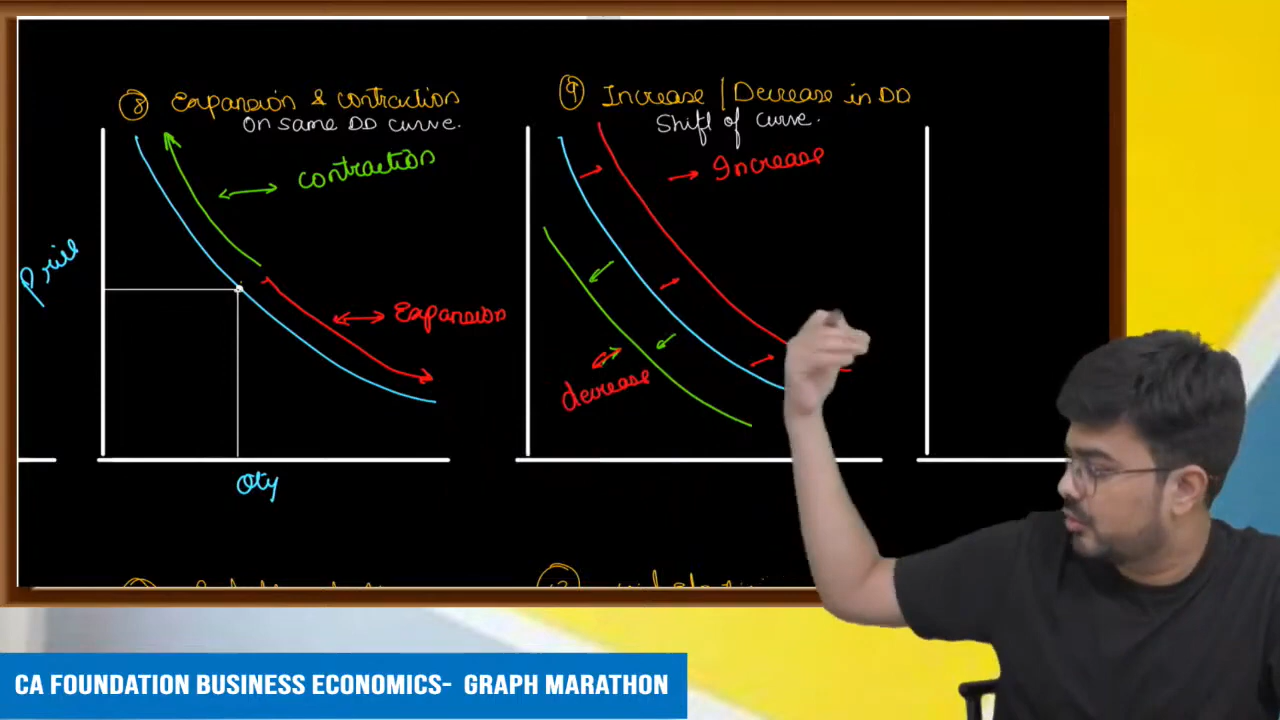 ⑧ Expansion & contraction
On same DD curve.
contraction
Expansion
Price
Qty
⑨ Increase | Decrease in DD
Shift of curve.
→ Increase
decrease
CA FOUNDATION BUSINESS ECONOMICS- GRAPH MARATHON